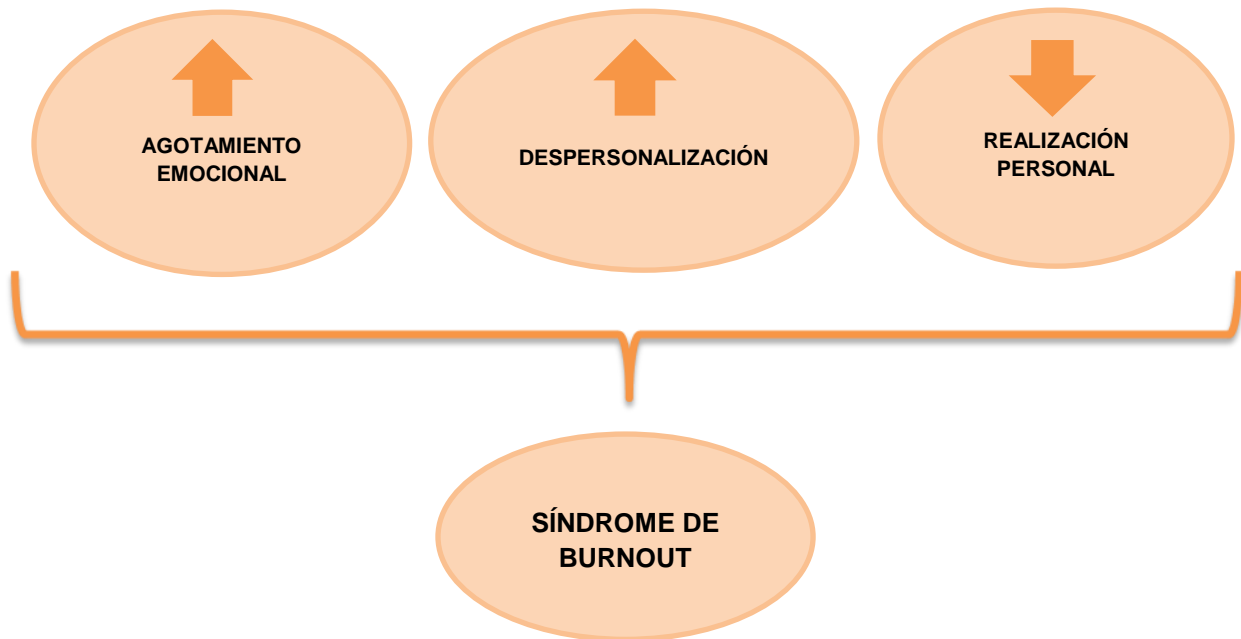 AGOTAMIENTO
EMOCIONAL
DESPERSONALIZACIÓN
REALIZACIÓN
PERSONAL
SÍNDROME DE
BURNOUT